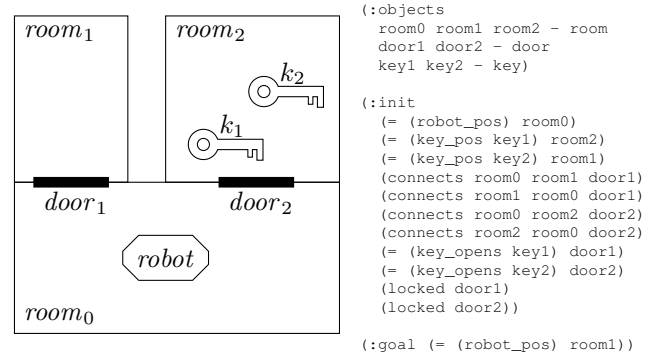 room₁
room₂
k₂
k₁
door₁
door₂
robot
room₀
(:objects
room0 room1 room2 – room
door1 door2 – door
key1 key2 – key)
(:init
(= (robot_pos) room0)
(= (key_pos key1) room2)
(= (key_pos key2) room1)
(connects room0 room1 door1)
(connects room1 room0 door1)
(connects room0 room2 door2)
(connects room2 room0 door2)
(= (key_opens key1) door1)
(= (key_opens key2) door2)
(locked door1)
(locked door2))
(:goal (= (robot_pos) room1))